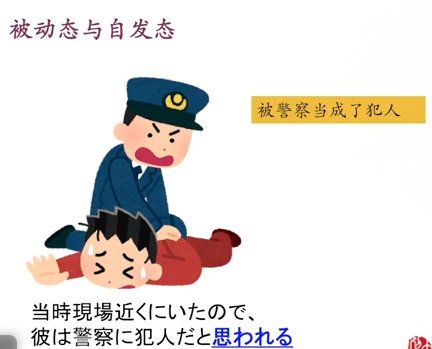 被动态与自发态
被警察当成了犯人
当時現場近くにいたので、
彼は警察に犯人だと思われる